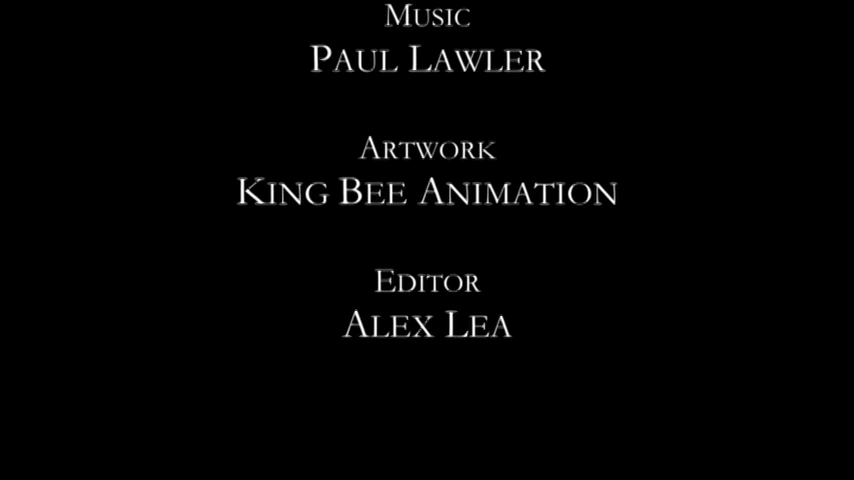 Music
Paul Lawler
Artwork
King Bee Animation
Editor
Alex Lea